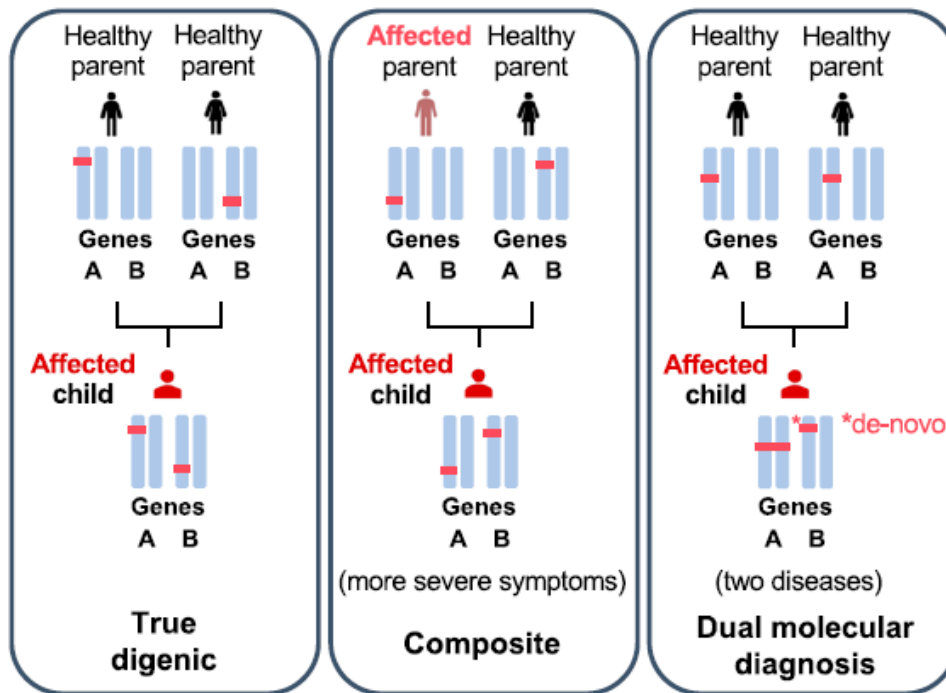 Healthy parent
Healthy parent
Genes
A B
Genes
A B
Affected child
Genes
A B
True digenic
Affected parent
Healthy parent
Genes
A B
Genes
A B
Affected child
Genes
A B
(more severe symptoms)
Composite
Healthy parent
Healthy parent
Genes
A B
Genes
A B
Affected child
*
*de-novo
Genes
A B
(two diseases)
Dual molecular diagnosis